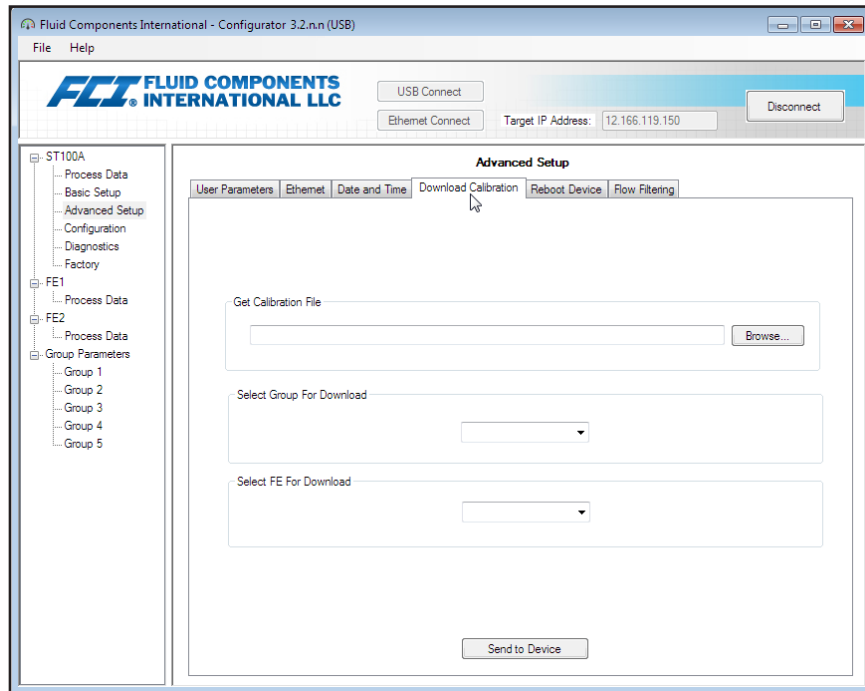 Fluid Components International - Configurator 3.2.n.n (USB)
File Help
FCI FLUID COMPONENTS
® INTERNATIONAL LLC
USB Connect
Ethernet Connect
Target IP Address: 12.166.119.150
Disconnect
ST100A
Process Data
Basic Setup
Advanced Setup
Configuration
Diagnostics
Factory
FE1
Process Data
FE2
Process Data
Group Parameters
Group 1
Group 2
Group 3
Group 4
Group 5
Advanced Setup
User Parameters Ethernet Date and Time Download Calibration Reboot Device Flow Filtering
Get Calibration File
Browse...
Select Group For Download
Select FE For Download
Send to Device